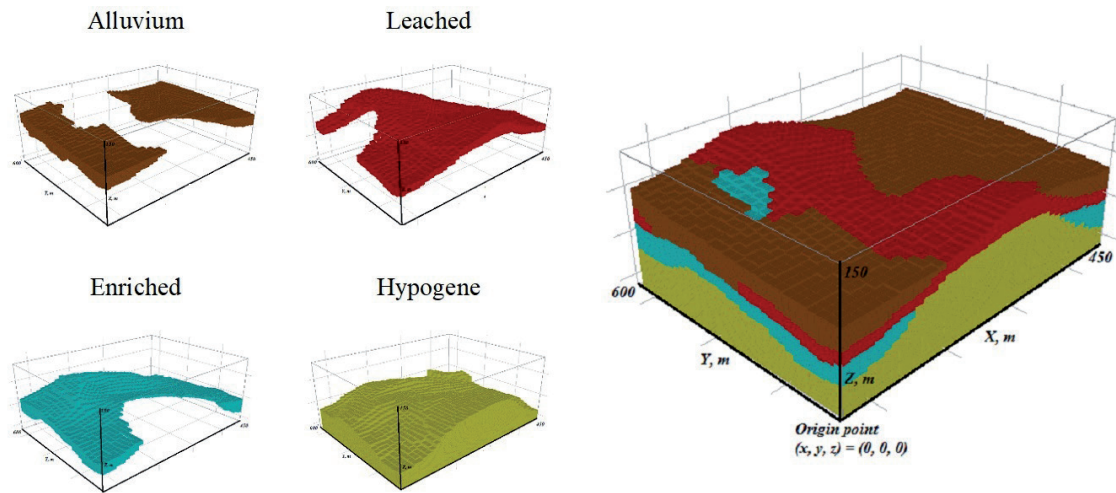 Alluvium
Leached
Enriched
Hypogene
600
450
150
Y, m
Z, m
X, m
Origin point
(x, y, z) = (0, 0, 0)